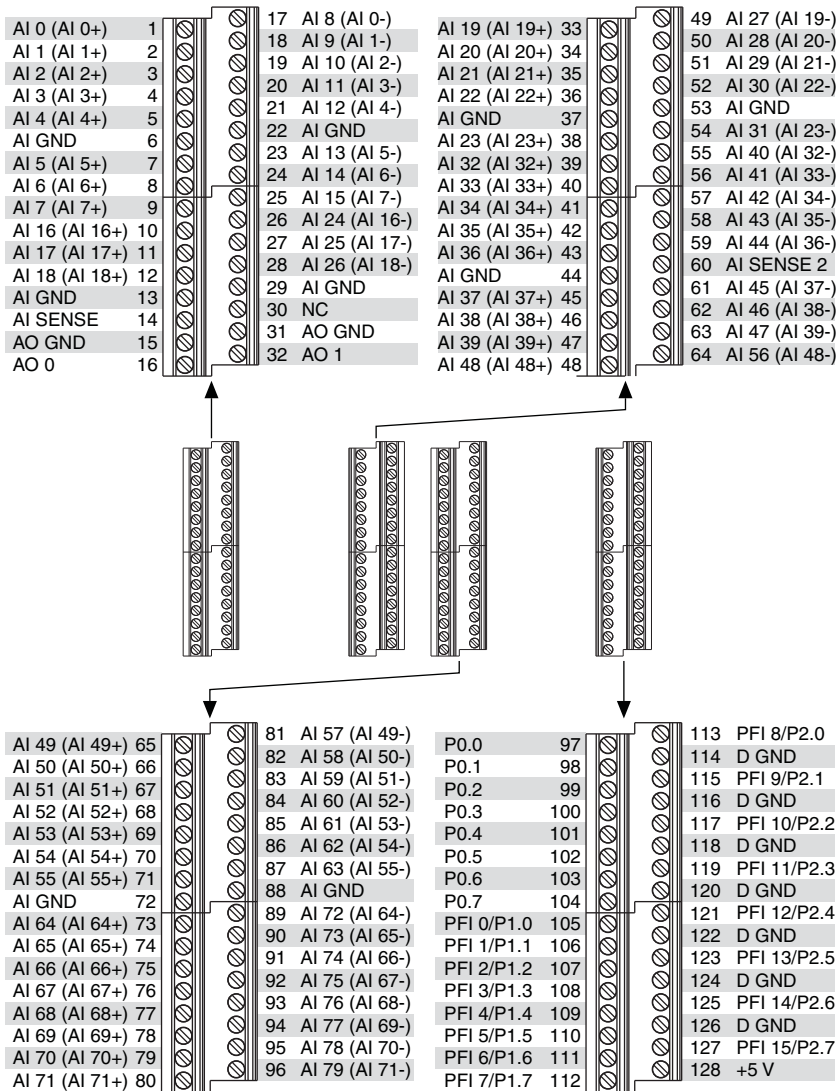 AI 0 (AI 0+) 1
AI 1 (AI 1+) 2
AI 2 (AI 2+) 3
AI 3 (AI 3+) 4
AI 4 (AI 4+) 5
AI GND 6
AI 5 (AI 5+) 7
AI 6 (AI 6+) 8
AI 7 (AI 7+) 9
AI 16 (AI 16+) 10
AI 17 (AI 17+) 11
AI 18 (AI 18+) 12
AI GND 13
AI SENSE 14
AO GND 15
AO 0 16
17 AI 8 (AI 0-)
18 AI 9 (AI 1-)
19 AI 10 (AI 2-)
20 AI 11 (AI 3-)
21 AI 12 (AI 4-)
22 AI GND
23 AI 13 (AI 5-)
24 AI 14 (AI 6-)
25 AI 15 (AI 7-)
26 AI 24 (AI 16-)
27 AI 25 (AI 17-)
28 AI 26 (AI 18-)
29 AI GND
30 NC
31 AO GND
32 AO 1
AI 19 (AI 19+) 33
AI 20 (AI 20+) 34
AI 21 (AI 21+) 35
AI 22 (AI 22+) 36
AI GND 37
AI 23 (AI 23+) 38
AI 32 (AI 32+) 39
AI 33 (AI 33+) 40
AI 34 (AI 34+) 41
AI 35 (AI 35+) 42
AI 36 (AI 36+) 43
AI GND 44
AI 37 (AI 37+) 45
AI 38 (AI 38+) 46
AI 39 (AI 39+) 47
AI 48 (AI 48+) 48
49 AI 27 (AI 19-)
50 AI 28 (AI 20-)
51 AI 29 (AI 21-)
52 AI 30 (AI 22-)
53 AI GND
54 AI 31 (AI 23-)
55 AI 40 (AI 32-)
56 AI 41 (AI 33-)
57 AI 42 (AI 34-)
58 AI 43 (AI 35-)
59 AI 44 (AI 36-)
60 AI SENSE 2
61 AI 45 (AI 37-)
62 AI 46 (AI 38-)
63 AI 47 (AI 39-)
64 AI 56 (AI 48-)
AI 49 (AI 49+) 65
AI 50 (AI 50+) 66
AI 51 (AI 51+) 67
AI 52 (AI 52+) 68
AI 53 (AI 53+) 69
AI 54 (AI 54+) 70
AI 55 (AI 55+) 71
AI GND 72
AI 64 (AI 64+) 73
AI 65 (AI 65+) 74
AI 66 (AI 66+) 75
AI 67 (AI 67+) 76
AI 68 (AI 68+) 77
AI 69 (AI 69+) 78
AI 70 (AI 70+) 79
AI 71 (AI 71+) 80
81 AI 57 (AI 49-)
82 AI 58 (AI 50-)
83 AI 59 (AI 51-)
84 AI 60 (AI 52-)
85 AI 61 (AI 53-)
86 AI 62 (AI 54-)
87 AI 63 (AI 55-)
88 AI GND
89 AI 72 (AI 64-)
90 AI 73 (AI 65-)
91 AI 74 (AI 66-)
92 AI 75 (AI 67-)
93 AI 76 (AI 68-)
94 AI 77 (AI 69-)
95 AI 78 (AI 70-)
96 AI 79 (AI 71-)
P0.0 97
P0.1 98
P0.2 99
P0.3 100
P0.4 101
P0.5 102
P0.6 103
P0.7 104
PFI 0/P1.0 105
PFI 1/P1.1 106
PFI 2/P1.2 107
PFI 3/P1.3 108
PFI 4/P1.4 109
PFI 5/P1.5 110
PFI 6/P1.6 111
PFI 7/P1.7 112
113 PFI 8/P2.0
114 D GND
115 PFI 9/P2.1
116 D GND
117 PFI 10/P2.2
118 D GND
119 PFI 11/P2.3
120 D GND
121 PFI 12/P2.4
122 D GND
123 PFI 13/P2.5
124 D GND
125 PFI 14/P2.6
126 D GND
127 PFI 15/P2.7
128 +5 V